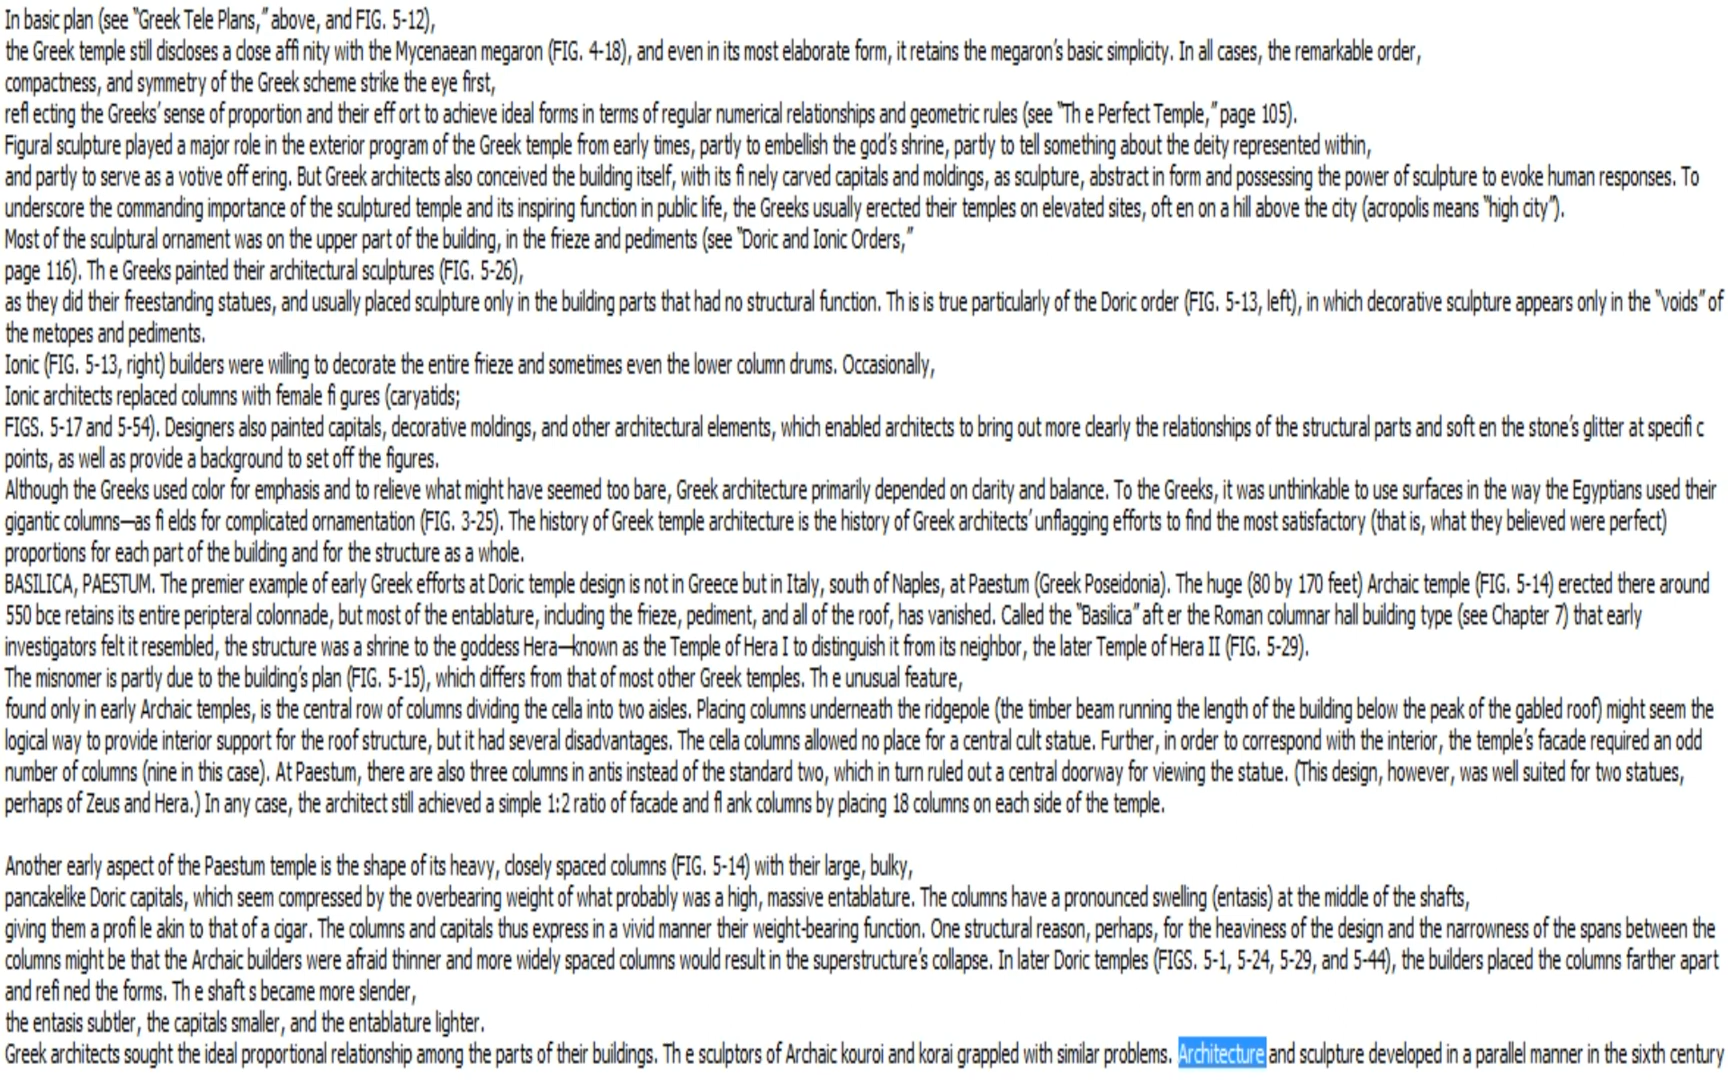 In basic plan (see “Greek Tele Plans,” above, and FIG. 5-12),
the Greek temple still discloses a close affi nity with the Mycenaean megaron (FIG. 4-18), and even in its most elaborate form, it retains the megaron’s basic simplicity. In all cases, the remarkable order,
compactness, and symmetry of the Greek scheme strike the eye first,
refl ecting the Greeks’ sense of proportion and their eff ort to achieve ideal forms in terms of regular numerical relationships and geometric rules (see “Th e Perfect Temple,” page 105).
Figural sculpture played a major role in the exterior program of the Greek temple from early times, partly to embellish the god’s shrine, partly to tell something about the deity represented within,
and partly to serve as a votive off ering. But Greek architects also conceived the building itself, with its fi nely carved capitals and moldings, as sculpture, abstract in form and possessing the power of sculpture to evoke human responses. To
underscore the commanding importance of the sculptured temple and its inspiring function in public life, the Greeks usually erected their temples on elevated sites, oft en on a hill above the city (acropolis means “high city”).
Most of the sculptural ornament was on the upper part of the building, in the frieze and pediments (see “Doric and Ionic Orders,”
page 116). Th e Greeks painted their architectural sculptures (FIG. 5-26),
as they did their freestanding statues, and usually placed sculpture only in the building parts that had no structural function. Th is is true particularly of the Doric order (FIG. 5-13, left), in which decorative sculpture appears only in the “voids” of
the metopes and pediments.
Ionic (FIG. 5-13, right) builders were willing to decorate the entire frieze and sometimes even the lower column drums. Occasionally,
Ionic architects replaced columns with female fi gures (caryatids;
FIGS. 5-17 and 5-54). Designers also painted capitals, decorative moldings, and other architectural elements, which enabled architects to bring out more clearly the relationships of the structural parts and soft en the stone’s glitter at specifi c
points, as well as provide a background to set off the figures.
Although the Greeks used color for emphasis and to relieve what might have seemed too bare, Greek architecture primarily depended on clarity and balance. To the Greeks, it was unthinkable to use surfaces in the way the Egyptians used their
gigantic columns—as fi elds for complicated ornamentation (FIG. 3-25). The history of Greek temple architecture is the history of Greek architects’ unflagging efforts to find the most satisfactory (that is, what they believed were perfect)
proportions for each part of the building and for the structure as a whole.
BASILICA, PAESTUM. The premier example of early Greek efforts at Doric temple design is not in Greece but in Italy, south of Naples, at Paestum (Greek Poseidonia). The huge (80 by 170 feet) Archaic temple (FIG. 5-14) erected there around
550 bce retains its entire peripteral colonnade, but most of the entablature, including the frieze, pediment, and all of the roof, has vanished. Called the “Basilica” aft er the Roman columnar hall building type (see Chapter 7) that early
investigators felt it resembled, the structure was a shrine to the goddess Hera—known as the Temple of Hera I to distinguish it from its neighbor, the later Temple of Hera II (FIG. 5-29).
The misnomer is partly due to the building’s plan (FIG. 5-15), which differs from that of most other Greek temples. Th e unusual feature,
found only in early Archaic temples, is the central row of columns dividing the cella into two aisles. Placing columns underneath the ridgepole (the timber beam running the length of the building below the peak of the gabled roof) might seem the
logical way to provide interior support for the roof structure, but it had several disadvantages. The cella columns allowed no place for a central cult statue. Further, in order to correspond with the interior, the temple’s facade required an odd
number of columns (nine in this case). At Paestum, there are also three columns in antis instead of the standard two, which in turn ruled out a central doorway for viewing the statue. (This design, however, was well suited for two statues,
perhaps of Zeus and Hera.) In any case, the architect still achieved a simple 1:2 ratio of facade and fl ank columns by placing 18 columns on each side of the temple.
Another early aspect of the Paestum temple is the shape of its heavy, closely spaced columns (FIG. 5-14) with their large, bulky,
pancakelike Doric capitals, which seem compressed by the overbearing weight of what probably was a high, massive entablature. The columns have a pronounced swelling (entasis) at the middle of the shafts,
giving them a profi le akin to that of a cigar. The columns and capitals thus express in a vivid manner their weight-bearing function. One structural reason, perhaps, for the heaviness of the design and the narrowness of the spans between the
columns might be that the Archaic builders were afraid thinner and more widely spaced columns would result in the superstructure’s collapse. In later Doric temples (FIGS. 5-1, 5-24, 5-29, and 5-44), the builders placed the columns farther apart
and refi ned the forms. Th e shaft s became more slender,
the entasis subtler, the capitals smaller, and the entablature lighter.
Greek architects sought the ideal proportional relationship among the parts of their buildings. Th e sculptors of Archaic kouroi and korai grappled with similar problems. Architecture and sculpture developed in a parallel manner in the sixth century